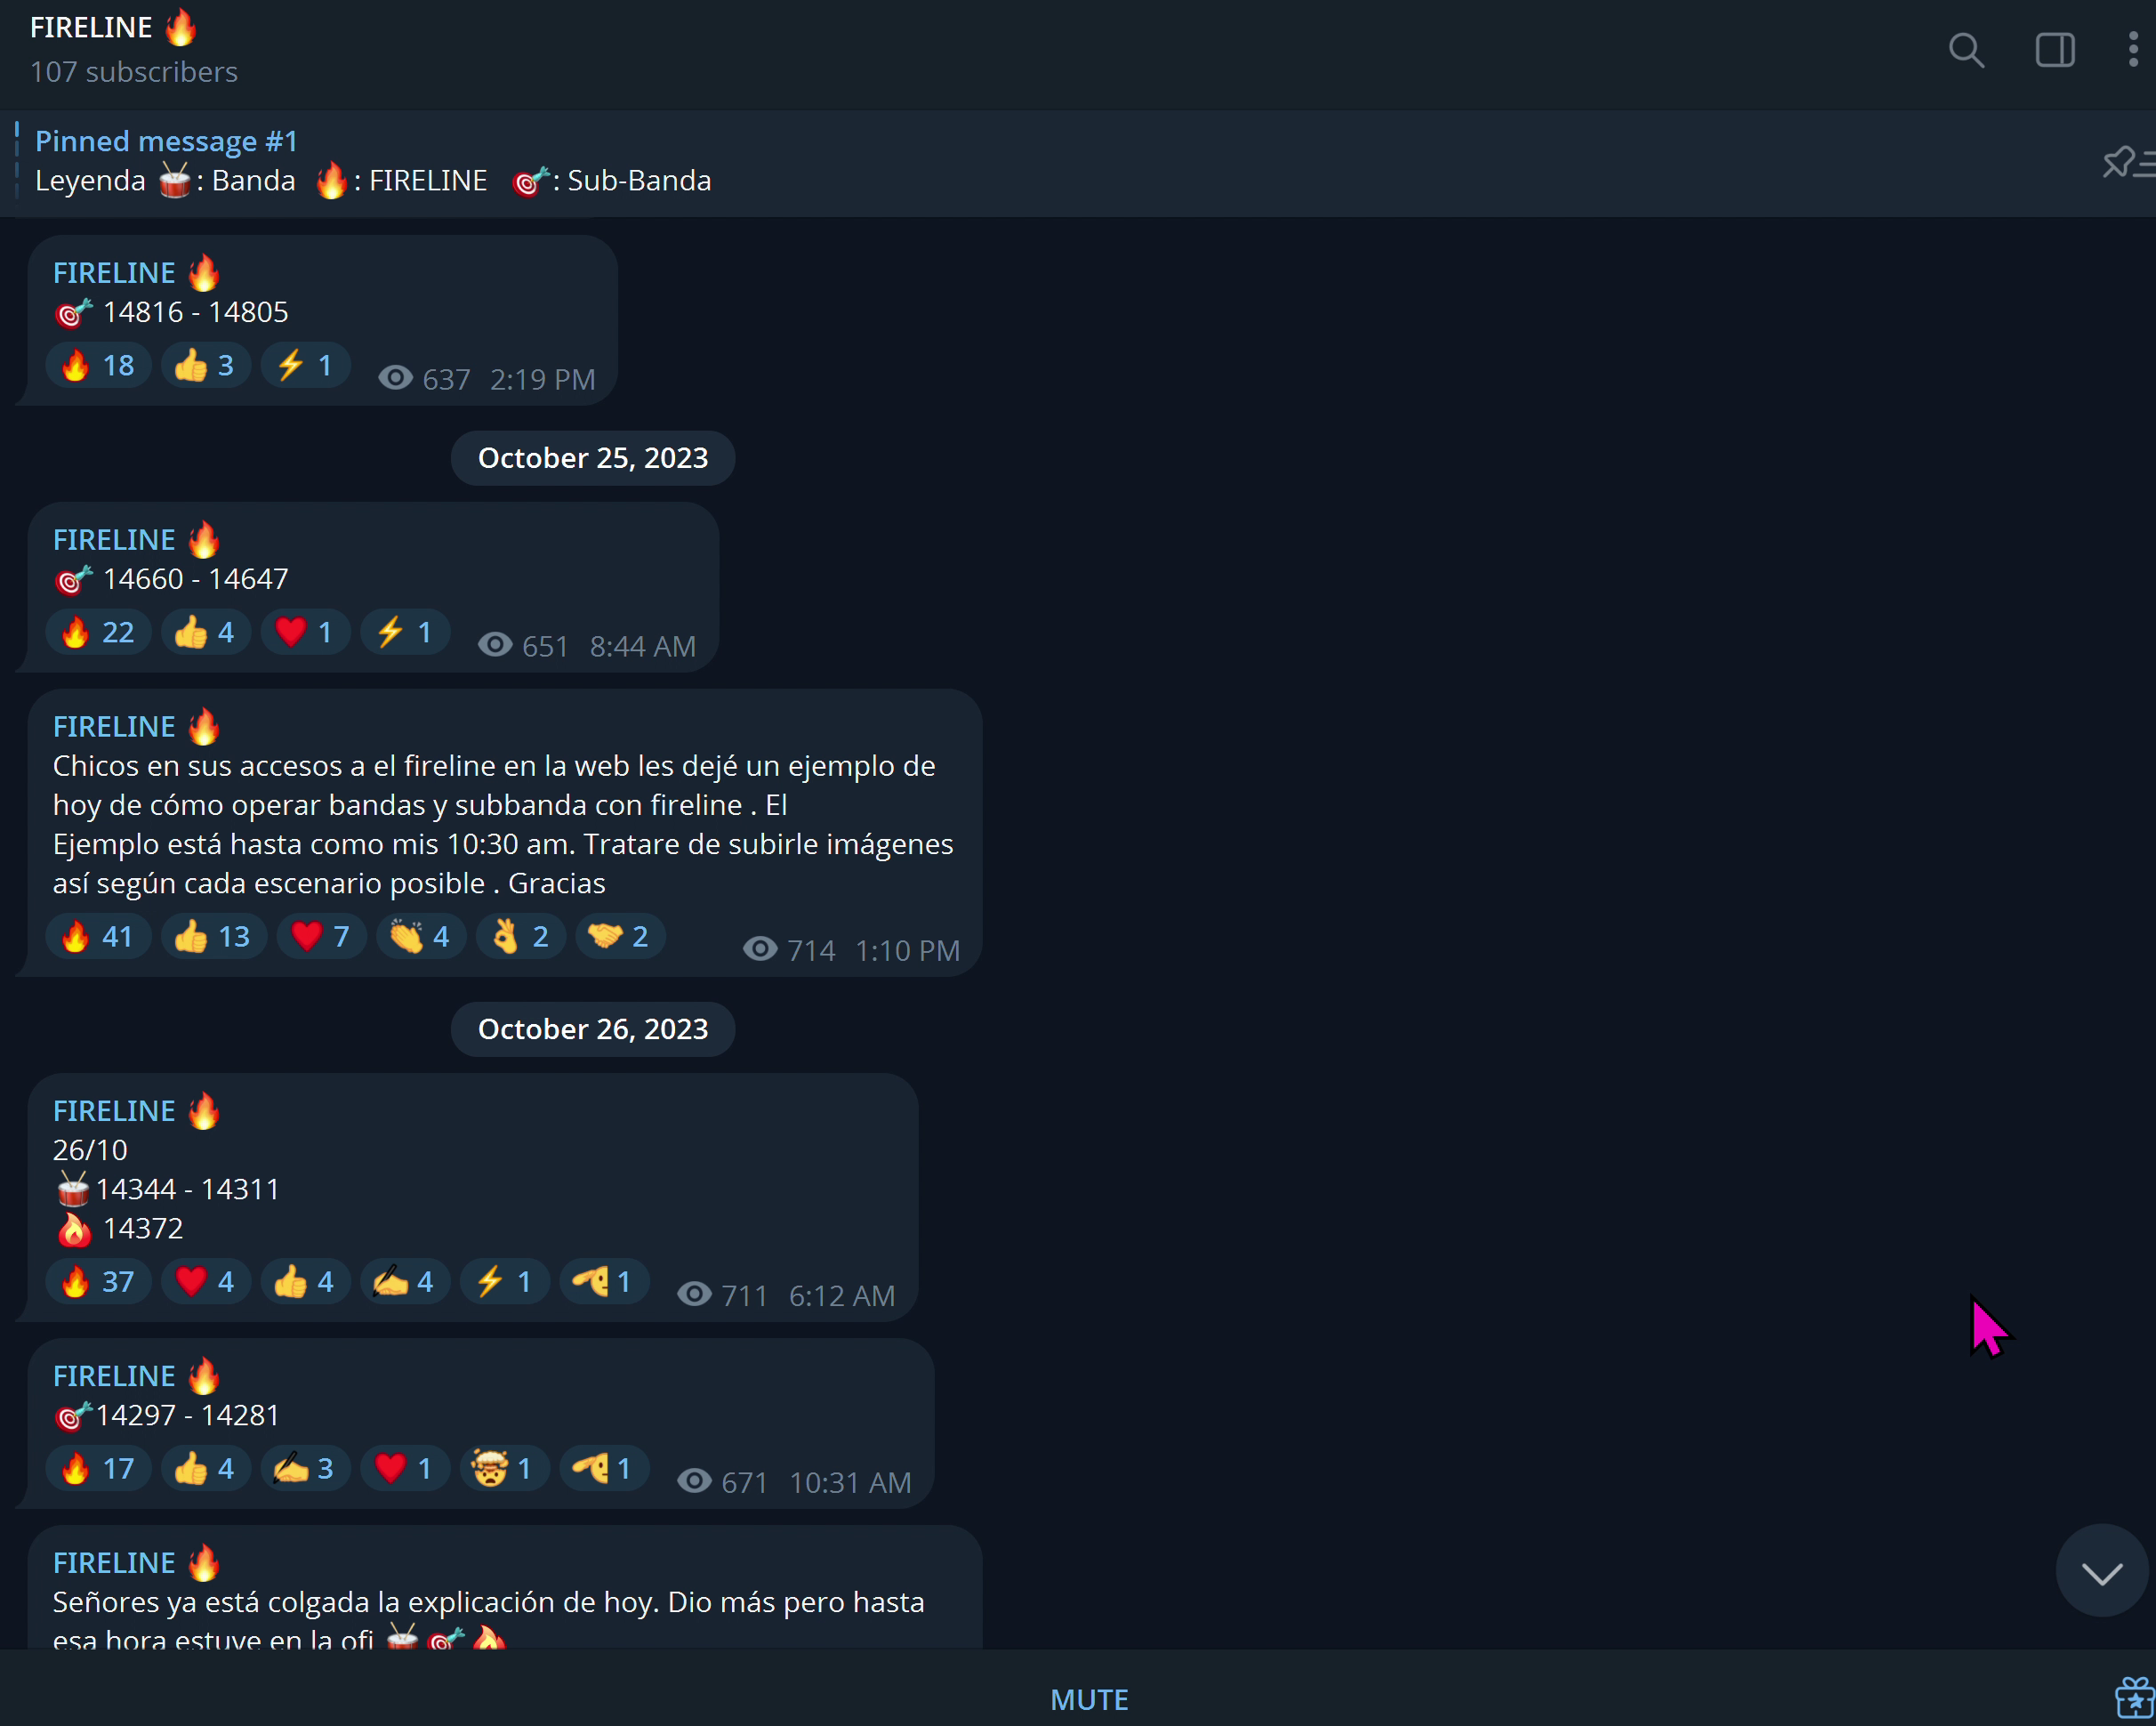 FIRELINE 🔥
107 subscribers
Pinned message #1
Leyenda 🥁: Banda 🔥: FIRELINE 🎯: Sub-Banda
FIRELINE 🔥
🎯 14816 - 14805
🔥 18 👍 3 ⚡ 1 637 2:19 PM
October 25, 2023
FIRELINE 🔥
🎯 14660 - 14647
🔥 22 👍 4 ❤️ 1 ⚡ 1 651 8:44 AM
FIRELINE 🔥
Chicos en sus accesos a el fireline en la web les dejé un ejemplo de
hoy de cómo operar bandas y subbanda con fireline . El
Ejemplo está hasta como mis 10:30 am. Tratare de subirle imágenes
así según cada escenario posible . Gracias
🔥 41 👍 13 ❤️ 7 👏 4 👌 2 🤝 2 714 1:10 PM
October 26, 2023
FIRELINE 🔥
26/10
🥁14344 - 14311
🔥 14372
🔥 37 ❤️ 4 👍 4 ✍️ 4 ⚡ 1 🫡 1 711 6:12 AM
FIRELINE 🔥
🎯14297 - 14281
🔥 17 👍 4 ✍️ 3 ❤️ 1 🤯 1 🫡 1 671 10:31 AM
FIRELINE 🔥
Señores ya está colgada la explicación de hoy. Dio más pero hasta
esa hora estuve en la ofi 🥁🎯🔥
MUTE